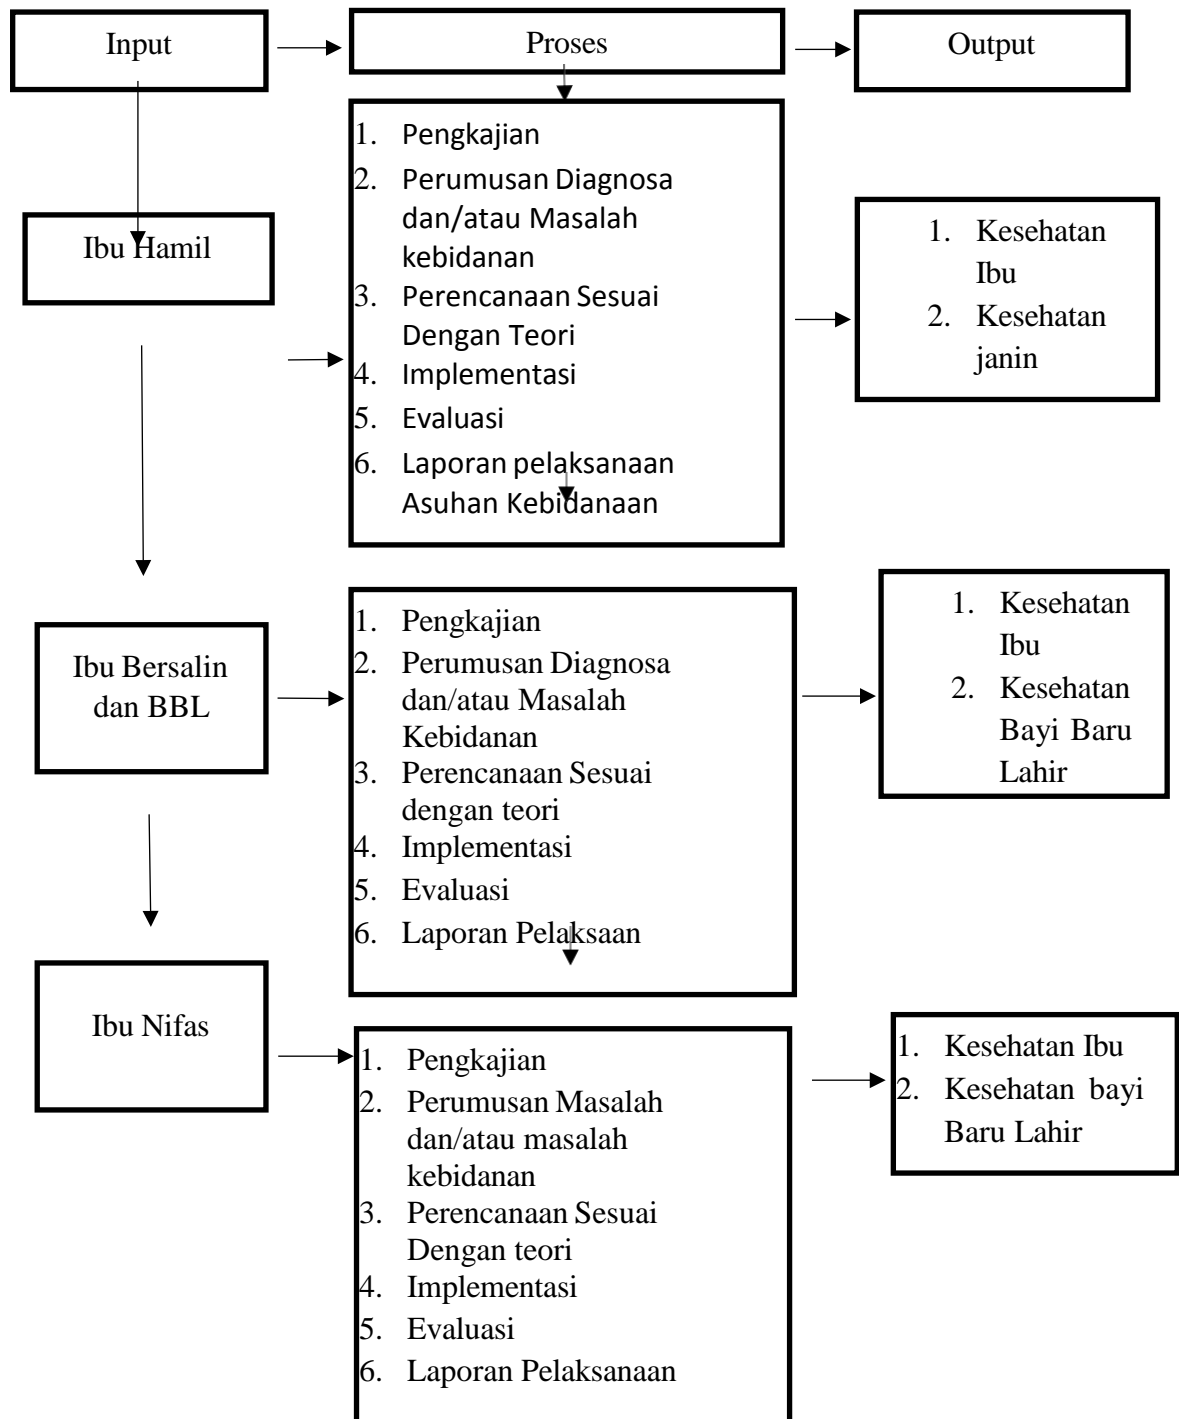 Input
Proses
Output
1. Pengkajian
2. Perumusan Diagnosa
dan/atau Masalah
kebidanan
3. Perencanaan Sesuai
Dengan Teori
4. Implementasi
5. Evaluasi
6. Laporan pelaksanaan
Asuhan Kebidanaan
Ibu Hamil
1. Kesehatan
Ibu
2. Kesehatan
janin
Ibu Bersalin
dan BBL
1. Pengkajian
2. Perumusan Diagnosa
dan/atau Masalah
Kebidanan
3. Perencanaan Sesuai
dengan teori
4. Implementasi
5. Evaluasi
6. Laporan Pelaksaan
1. Kesehatan
Ibu
2. Kesehatan
Bayi Baru
Lahir
Ibu Nifas
1. Pengkajian
2. Perumusan Masalah
dan/atau masalah
kebidanan
3. Perencanaan Sesuai
Dengan teori
4. Implementasi
5. Evaluasi
6. Laporan Pelaksanaan
1. Kesehatan Ibu
2. Kesehatan bayi
Baru Lahir